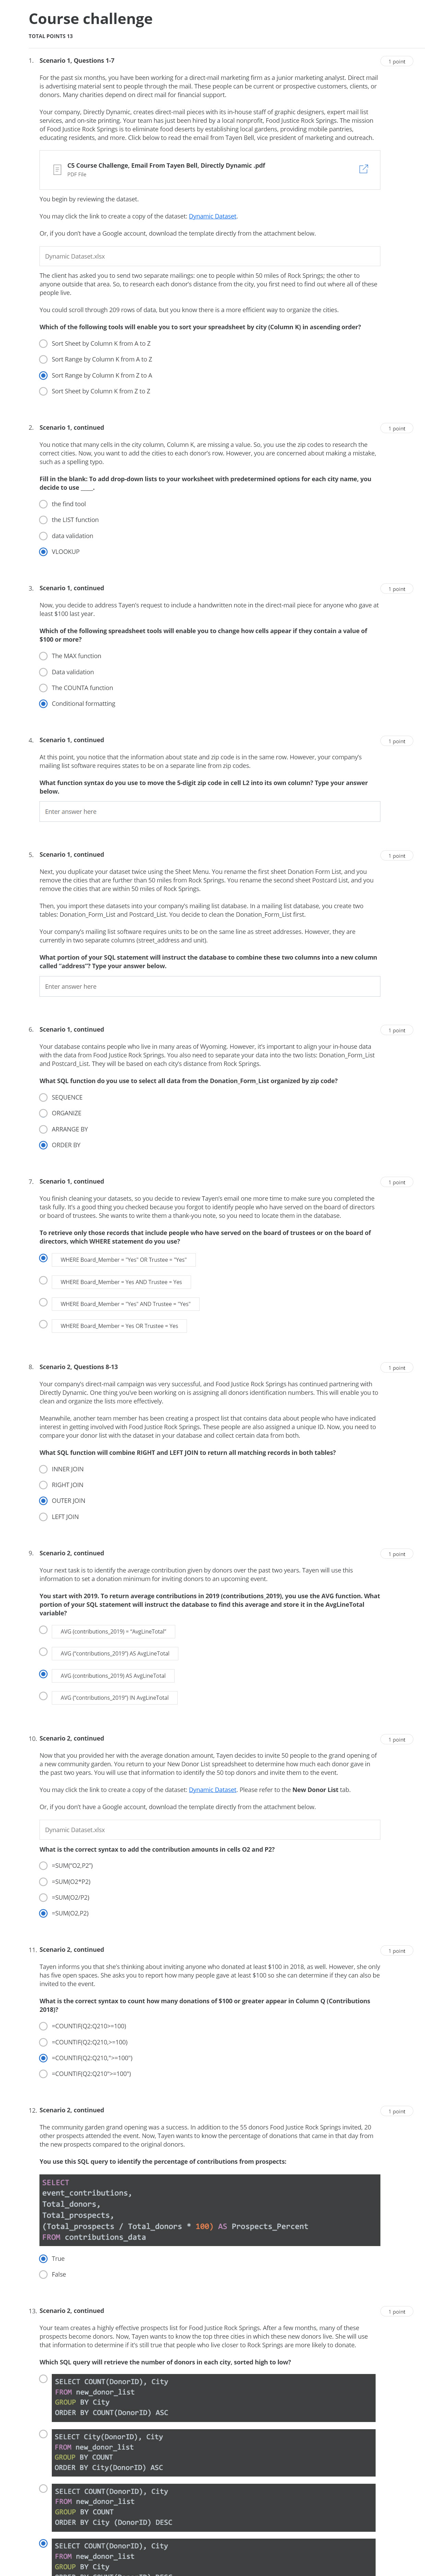 Course challenge
TOTAL POINTS 13
1. Scenario 1, Questions 1-7
1 point
For the past six months, you have been working for a direct-mail marketing firm as a junior marketing analyst. Direct mail
is advertising material sent to people through the mail. These people can be current or prospective customers, clients, or
donors. Many charities depend on direct mail for financial support.
Your company, Directly Dynamic, creates direct-mail pieces with its in-house staff of graphic designers, expert mail list
services, and on-site printing. Your team has just been hired by a local nonprofit, Food Justice Rock Springs. The mission
of Food Justice Rock Springs is to eliminate food deserts by establishing local gardens, providing mobile pantries,
educating residents, and more. Click below to read the email from Tayen Bell, vice president of marketing and outreach.
C5 Course Challenge, Email From Tayen Bell, Directly Dynamic .pdf
PDF File
You begin by reviewing the dataset.
You may click the link to create a copy of the dataset: Dynamic Dataset.
Or, if you don't have a Google account, download the template directly from the attachment below.
Dynamic Dataset.xlsx
The client has asked you to send two separate mailings: one to people within 50 miles of Rock Springs; the other to
anyone outside that area. So, to research each donor's distance from the city, you first need to find out where all of these
people live.
You could scroll through 209 rows of data, but you know there is a more efficient way to organize the cities.
Which of the following tools will enable you to sort your spreadsheet by city (Column K) in ascending order?
Sort Sheet by Column K from A to Z
Sort Range by Column K from A to Z
Sort Range by Column K from Z to A
Sort Sheet by Column K from Z to Z
2. Scenario 1, continued
1 point
You notice that many cells in the city column, Column K, are missing a value. So, you use the zip codes to research the
correct cities. Now, you want to add the cities to each donor's row. However, you are concerned about making a mistake,
such as a spelling typo.
Fill in the blank: To add drop-down lists to your worksheet with predetermined options for each city name, you
decide to use _____.
the find tool
the LIST function
data validation
VLOOKUP
3. Scenario 1, continued
1 point
Now, you decide to address Tayen's request to include a handwritten note in the direct-mail piece for anyone who gave at
least $100 last year.
Which of the following spreadsheet tools will enable you to change how cells appear if they contain a value of
$100 or more?
The MAX function
Data validation
The COUNTA function
Conditional formatting
4. Scenario 1, continued
1 point
At this point, you notice that the information about state and zip code is in the same row. However, your company's
mailing list software requires states to be on a separate line from zip codes.
What function syntax do you use to move the 5-digit zip code in cell L2 into its own column? Type your answer
below.
Enter answer here
5. Scenario 1, continued
1 point
Next, you duplicate your dataset twice using the Sheet Menu. You rename the first sheet Donation Form List, and you
remove the cities that are further than 50 miles from Rock Springs. You rename the second sheet Postcard List, and you
remove the cities that are within 50 miles of Rock Springs.
Then, you import these datasets into your company's mailing list database. In a mailing list database, you create two
tables: Donation_Form_List and Postcard_List. You decide to clean the Donation_Form_List first.
Your company's mailing list software requires units to be on the same line as street addresses. However, they are
currently in two separate columns (street_address and unit).
What portion of your SQL statement will instruct the database to combine these two columns into a new column
called "address"? Type your answer below.
Enter answer here
6. Scenario 1, continued
1 point
Your database contains people who live in many areas of Wyoming. However, it's important to align your in-house data
with the data from Food Justice Rock Springs. You also need to separate your data into the two lists: Donation_Form_List
and Postcard_List. They will be based on each city's distance from Rock Springs.
What SQL function do you use to select all data from the Donation_Form_List organized by zip code?
SEQUENCE
ORGANIZE
ARRANGE BY
ORDER BY
7. Scenario 1, continued
1 point
You finish cleaning your datasets, so you decide to review Tayen's email one more time to make sure you completed the
task fully. It's a good thing you checked because you forgot to identify people who have served on the board of directors
or board of trustees. She wants to write them a thank-you note, so you need to locate them in the database.
To retrieve only those records that include people who have served on the board of trustees or on the board of
directors, which WHERE statement do you use?
WHERE Board_Member = "Yes" OR Trustee = "Yes"
WHERE Board_Member = Yes AND Trustee = Yes
WHERE Board_Member = "Yes" AND Trustee = "Yes"
WHERE Board_Member = Yes OR Trustee = Yes
8. Scenario 2, Questions 8-13
1 point
Your company's direct-mail campaign was very successful, and Food Justice Rock Springs has continued partnering with
Directly Dynamic. One thing you've been working on is assigning all donors identification numbers. This will enable you to
clean and organize the lists more effectively.
Meanwhile, another team member has been creating a prospect list that contains data about people who have indicated
interest in getting involved with Food Justice Rock Springs. These people are also assigned a unique ID. Now, you need to
compare your donor list with the dataset in your database and collect certain data from both.
What SQL function will combine RIGHT and LEFT JOIN to return all matching records in both tables?
INNER JOIN
RIGHT JOIN
OUTER JOIN
LEFT JOIN
9. Scenario 2, continued
1 point
Your next task is to identify the average contribution given by donors over the past two years. Tayen will use this
information to set a donation minimum for inviting donors to an upcoming event.
You start with 2019. To return average contributions in 2019 (contributions_2019), you use the AVG function. What
portion of your SQL statement will instruct the database to find this average and store it in the AvgLineTotal
variable?
AVG (contributions_2019) = "AvgLineTotal"
AVG ("contributions_2019") AS AvgLineTotal
AVG (contributions_2019) AS AvgLineTotal
AVG ("contributions_2019") IN AvgLineTotal
10. Scenario 2, continued
1 point
Now that you provided her with the average donation amount, Tayen decides to invite 50 people to the grand opening of
a new community garden. You return to your New Donor List spreadsheet to determine how much each donor gave in
the past two years. You will use that information to identify the 50 top donors and invite them to the event.
You may click the link to create a copy of the dataset: Dynamic Dataset. Please refer to the New Donor List tab.
Or, if you don't have a Google account, download the template directly from the attachment below.
Dynamic Dataset.xlsx
What is the correct syntax to add the contribution amounts in cells O2 and P2?
=SUM("O2,P2")
=SUM(O2*P2)
=SUM(O2/P2)
=SUM(O2,P2)
11. Scenario 2, continued
1 point
Tayen informs you that she's thinking about inviting anyone who donated at least $100 in 2018, as well. However, she only
has five open spaces. She asks you to report how many people gave at least $100 so she can determine if they can also be
invited to the event.
What is the correct syntax to count how many donations of $100 or greater appear in Column Q (Contributions
2018)?
=COUNTIF(Q2:Q210>=100)
=COUNTIF(Q2:Q210,>=100)
=COUNTIF(Q2:Q210,">=100")
=COUNTIF(Q2:Q210">=100")
12. Scenario 2, continued
1 point
The community garden grand opening was a success. In addition to the 55 donors Food Justice Rock Springs invited, 20
other prospects attended the event. Now, Tayen wants to know the percentage of donations that came in that day from
the new prospects compared to the original donors.
You use this SQL query to identify the percentage of contributions from prospects:
SELECT
event_contributions,
Total_donors,
Total_prospects,
(Total_prospects / Total_donors * 100) AS Prospects_Percent
FROM contributions_data
True
False
13. Scenario 2, continued
1 point
Your team creates a highly effective prospects list for Food Justice Rock Springs. After a few months, many of these
prospects become donors. Now, Tayen wants to know the top three cities in which these new donors live. She will use
that information to determine if it's still true that people who live closer to Rock Springs are more likely to donate.
Which SQL query will retrieve the number of donors in each city, sorted high to low?
SELECT COUNT(DonorID), City
FROM new_donor_list
GROUP BY City
ORDER BY COUNT(DonorID) ASC
SELECT City(DonorID), City
FROM new_donor_list
GROUP BY COUNT
ORDER BY City(DonorID) ASC
SELECT COUNT(DonorID), City
FROM new_donor_list
GROUP BY COUNT
ORDER BY City (DonorID) DESC
SELECT COUNT(DonorID), City
FROM new_donor_list
GROUP BY City